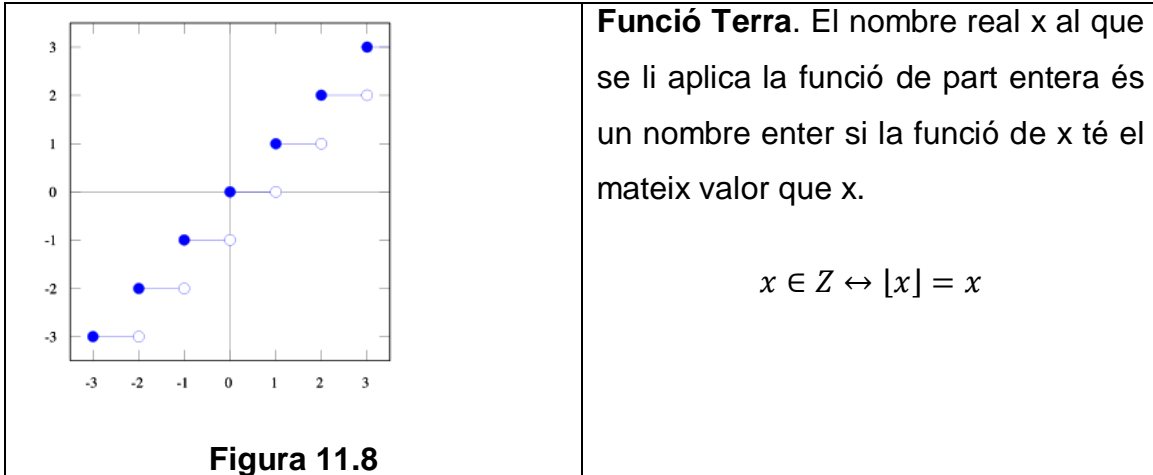 3
2
1
0
-1
-2
-3
-3 -2 -1 0 1 2 3
Figura 11.8
Funció Terra. El nombre real x al que
se li aplica la funció de part entera és
un nombre enter si la funció de x té el
mateix valor que x.
𝑥 ∈ 𝑍 ↔ ⌊𝑥⌋ = 𝑥